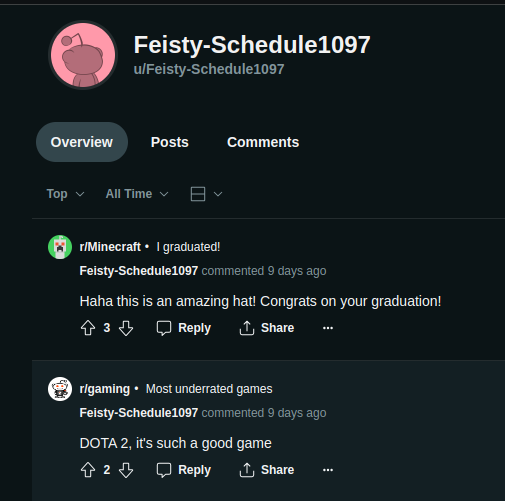 Feisty-Schedule1097
u/Feisty-Schedule1097
Overview Posts Comments
Top All Time
r/Minecraft • I graduated!
Feisty-Schedule1097 commented 9 days ago
Haha this is an amazing hat! Congrats on your graduation!
3 Reply Share ...
r/gaming • Most underrated games
Feisty-Schedule1097 commented 9 days ago
DOTA 2, it's such a good game
2 Reply Share ...